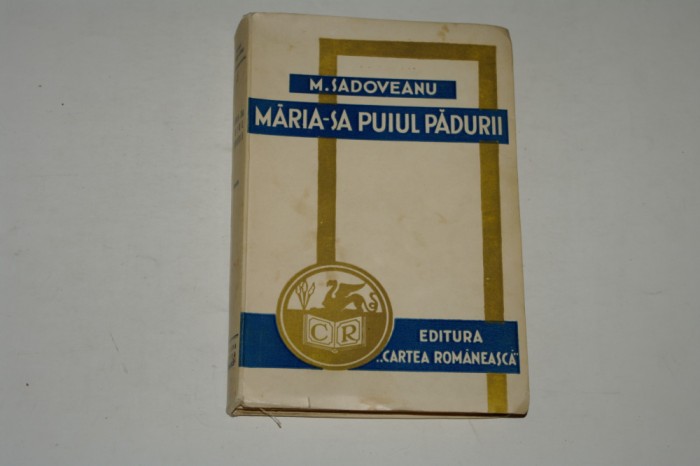 M. SADOVEANU
MĂRIA-SA PUIUL PĂDURII
CR
EDITURA
„CARTEA ROMÂNEASCĂ"